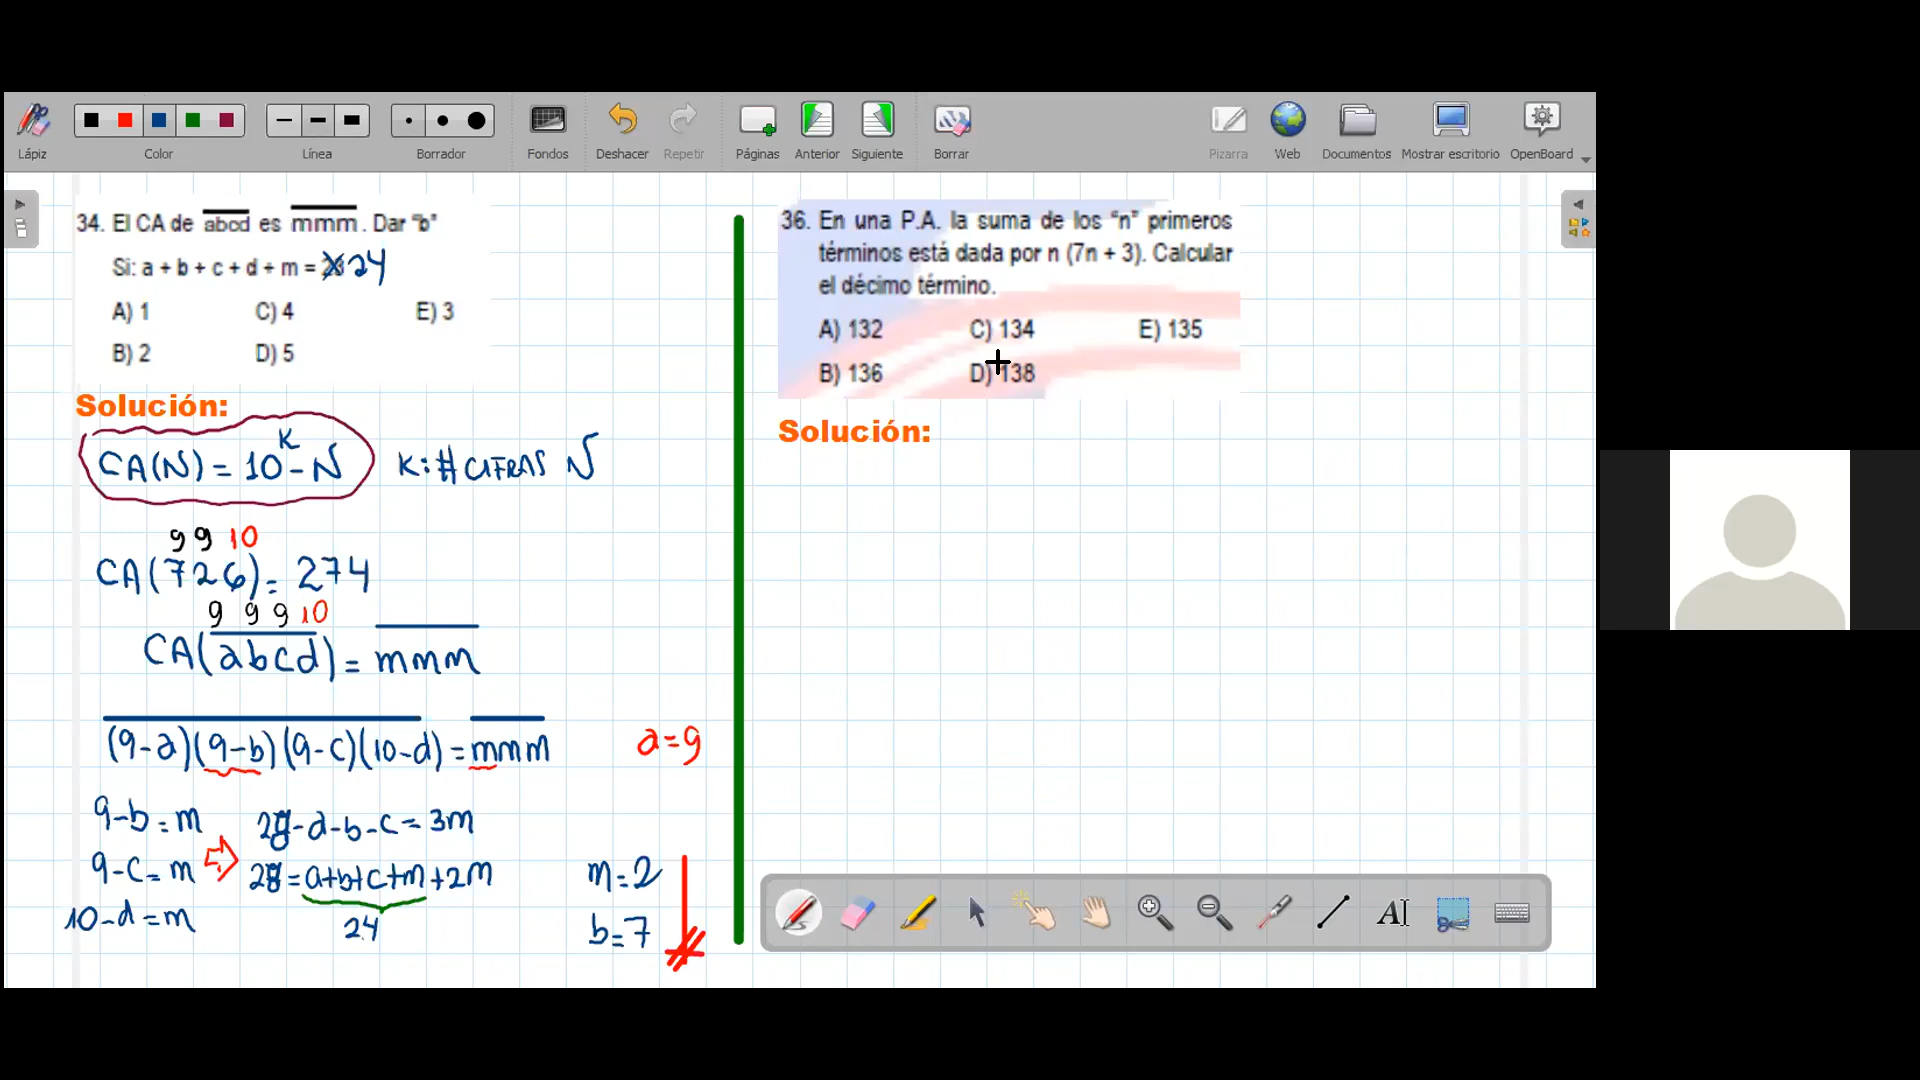 Lápiz
Color
Línea
Borrador
Fondos
Deshacer
Repetir
Páginas
Anterior
Siguiente
Borrar
Pizarra
Web
Documentos
Mostrar escritorio
OpenBoard
34. El CA de abcd es mmm . Dar “b”
Si: a + b + c + d + m = 24
A) 1 C) 4 E) 3
B) 2 D) 5
Solución:
CA(N) = 10^K - N K: # CIFRAS N
9 9 10
CA(726) = 274
9 9 9 10
CA(abcd) = mmm
(9-a)(9-b)(9-c)(10-d) = mmm
a=9
9-b=m
9-c=m
10-d=m
28-d-b-c=3m
28=a+b+c+m+2m
24
m=2
b=7
36. En una P.A. la suma de los “n” primeros
términos está dada por n (7n + 3). Calcular
el décimo término.
A) 132 C) 134 E) 135
B) 136 D) 138
Solución: